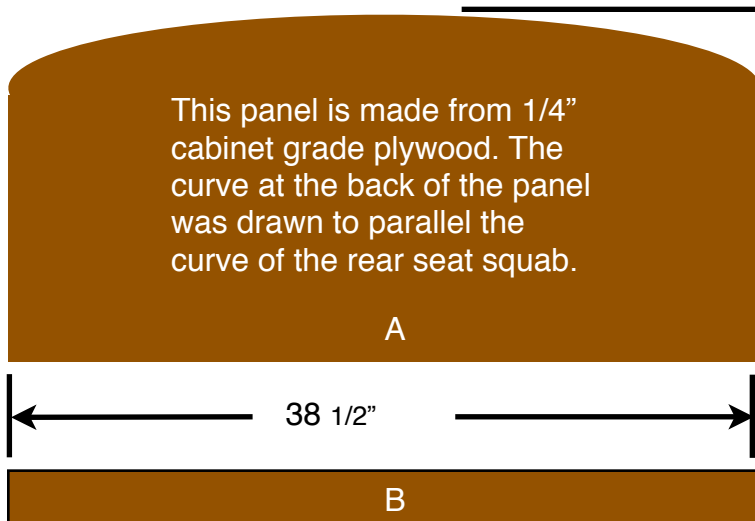 This panel is made from 1/4”
cabinet grade plywood. The
curve at the back of the panel
was drawn to parallel the
curve of the rear seat squab.
A
38 1/2”
B